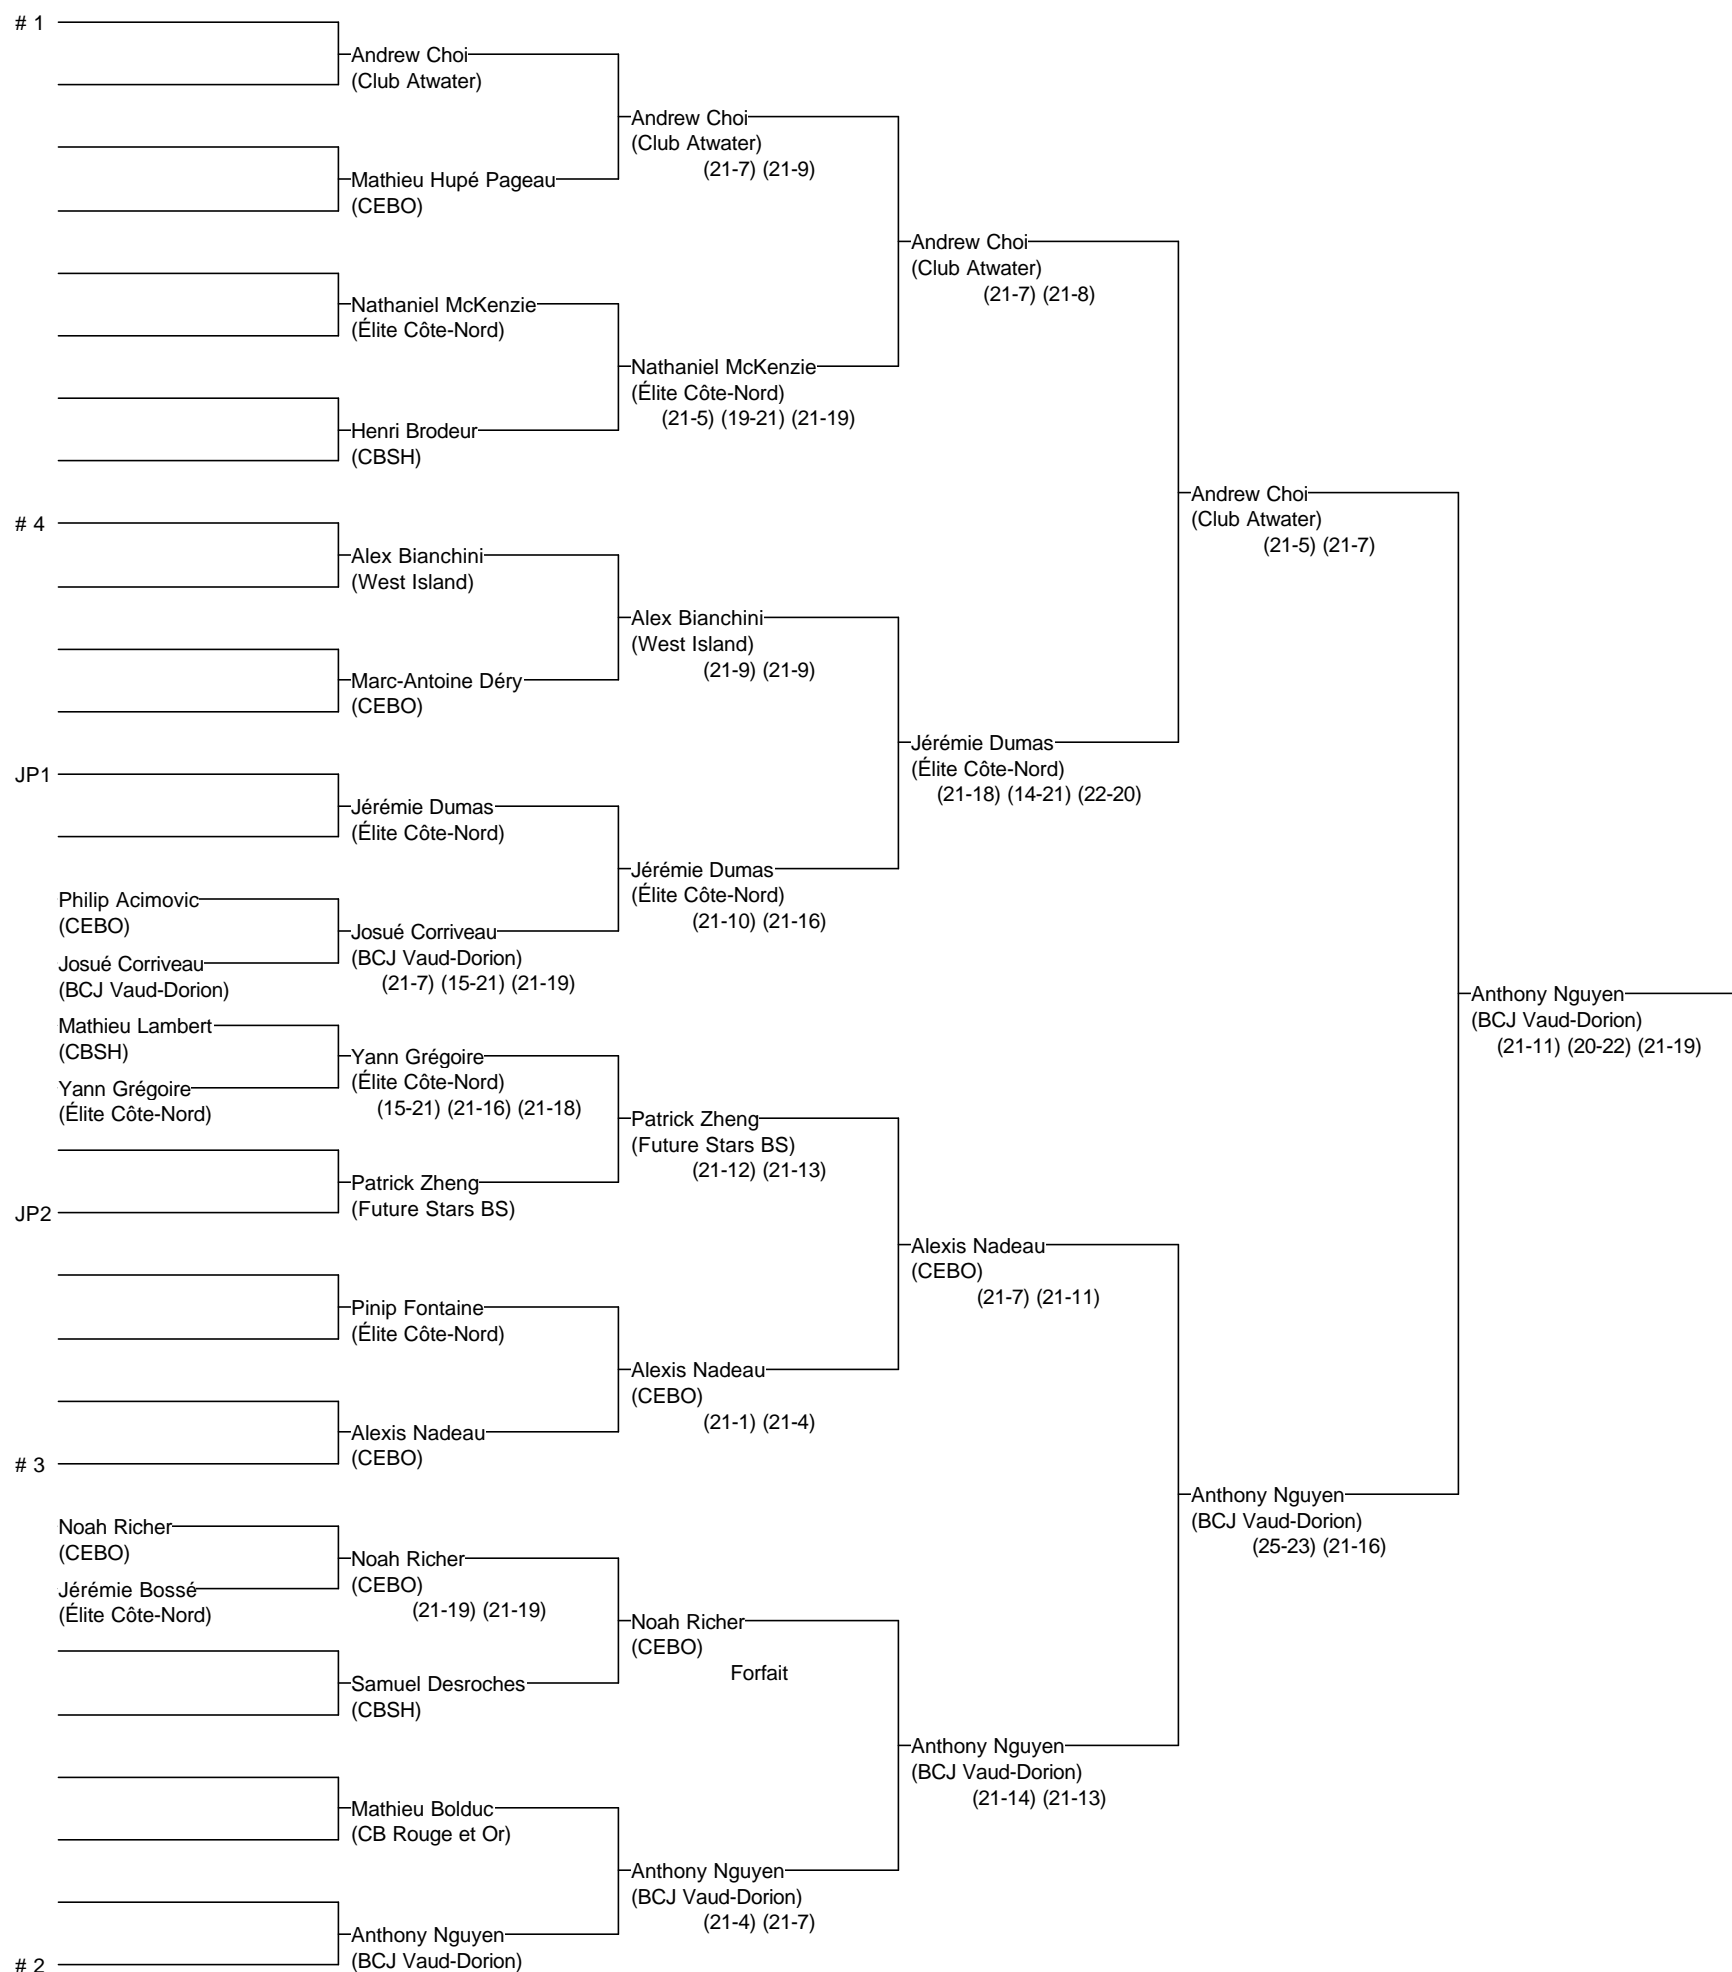 # 1
Andrew Choi
(Club Atwater)
Andrew Choi
(Club Atwater)
(21-7) (21-9)
Mathieu Hupé Pageau
(CEBO)
Andrew Choi
(Club Atwater)
(21-7) (21-8)
Nathaniel McKenzie
(Élite Côte-Nord)
Nathaniel McKenzie
(Élite Côte-Nord)
(21-5) (19-21) (21-19)
Henri Brodeur
(CBSH)
Andrew Choi
(Club Atwater)
(21-5) (21-7)
# 4
Alex Bianchini
(West Island)
Alex Bianchini
(West Island)
(21-9) (21-9)
Marc-Antoine Déry
(CEBO)
Jérémie Dumas
(Élite Côte-Nord)
(21-18) (14-21) (22-20)
JP1
Jérémie Dumas
(Élite Côte-Nord)
Jérémie Dumas
(Élite Côte-Nord)
(21-10) (21-16)
Philip Acimovic
(CEBO)
Josué Corriveau
(BCJ Vaud-Dorion)
(21-7) (15-21) (21-19)
Josué Corriveau
(BCJ Vaud-Dorion)
Anthony Nguyen
(BCJ Vaud-Dorion)
(21-11) (20-22) (21-19)
Mathieu Lambert
(CBSH)
Yann Grégoire
(Élite Côte-Nord)
(15-21) (21-16) (21-18)
Yann Grégoire
(Élite Côte-Nord)
Patrick Zheng
(Future Stars BS)
(21-12) (21-13)
Patrick Zheng
(Future Stars BS)
JP2
Alexis Nadeau
(CEBO)
(21-7) (21-11)
Pinip Fontaine
(Élite Côte-Nord)
Alexis Nadeau
(CEBO)
(21-1) (21-4)
Alexis Nadeau
(CEBO)
# 3
Anthony Nguyen
(BCJ Vaud-Dorion)
(25-23) (21-16)
Noah Richer
(CEBO)
Noah Richer
(CEBO)
(21-19) (21-19)
Jérémie Bossé
(Élite Côte-Nord)
Noah Richer
(CEBO)
Forfait
Samuel Desroches
(CBSH)
Anthony Nguyen
(BCJ Vaud-Dorion)
(21-14) (21-13)
Mathieu Bolduc
(CB Rouge et Or)
Anthony Nguyen
(BCJ Vaud-Dorion)
(21-4) (21-7)
Anthony Nguyen
(BCJ Vaud-Dorion)
# 2